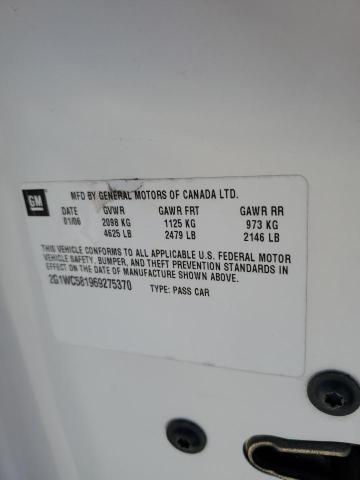 GM
MFD BY GENERAL MOTORS OF CANADA LTD.
DATE GVWR GAWR FRT GAWR RR
01/06 2098 KG 1125 KG 973 KG
4625 LB 2479 LB 2146 LB
THIS VEHICLE CONFORMS TO ALL APPLICABLE U.S. FEDERAL MOTOR
VEHICLE SAFETY, BUMPER, AND THEFT PREVENTION STANDARDS IN
EFFECT ON THE DATE OF MANUFACTURE SHOWN ABOVE.
2G1WC581969275370 TYPE: PASS CAR